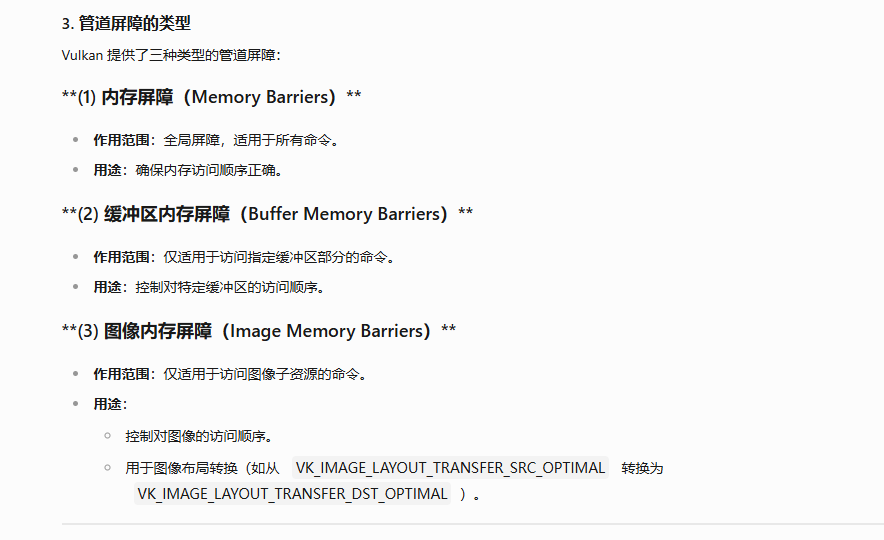 3. 管道屏障的类型
Vulkan 提供了三种类型的管道屏障：
**(1) 内存屏障（Memory Barriers）**
作用范围：全局屏障，适用于所有命令。
用途：确保内存访问顺序正确。
**(2) 缓冲区内存屏障（Buffer Memory Barriers）**
作用范围：仅适用于访问指定缓冲区部分的命令。
用途：控制对特定缓冲区的访问顺序。
**(3) 图像内存屏障（Image Memory Barriers）**
作用范围：仅适用于访问图像子资源的命令。
用途：
控制对图像的访问顺序。
用于图像布局转换（如从 VK_IMAGE_LAYOUT_TRANSFER_SRC_OPTIMAL 转换为
VK_IMAGE_LAYOUT_TRANSFER_DST_OPTIMAL ）。